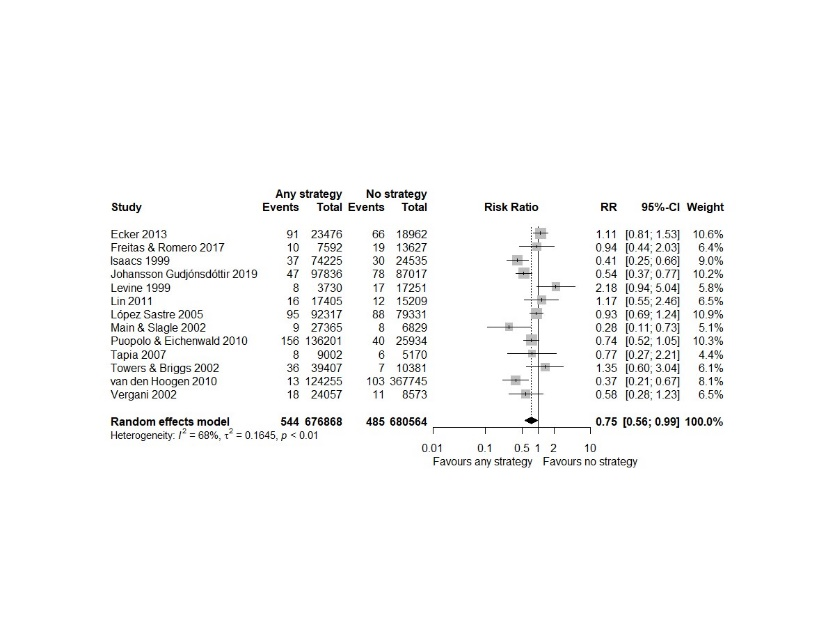 Any strategy No strategy
Study Events Total Events Total Risk Ratio RR 95%-CI Weight
Ecker 2013 91 23476 66 18962 1.11 [0.81; 1.53] 10.6%
Freitas & Romero 2017 10 7592 19 13627 0.94 [0.44; 2.03] 6.4%
Isaacs 1999 37 74225 30 24535 0.41 [0.25; 0.66] 9.0%
Johansson Gudjónsdóttir 2019 47 97836 78 87017 0.54 [0.37; 0.77] 10.2%
Levine 1999 8 3730 17 17251 2.18 [0.94; 5.04] 5.8%
Lin 2011 16 17405 12 15209 1.17 [0.55; 2.46] 6.5%
López Sastre 2005 95 92317 88 79331 0.93 [0.69; 1.24] 10.9%
Main & Slagle 2002 9 27365 8 6829 0.28 [0.11; 0.73] 5.1%
Puopolo & Eichenwald 2010 156 136201 40 25934 0.74 [0.52; 1.05] 10.4%
Tapia 2007 8 9002 6 5170 0.77 [0.27; 2.21] 4.4%
Towers & Briggs 2002 36 39407 7 10381 1.35 [0.60; 3.04] 6.1%
van den Hoogen 2010 13 124255 103 367745 0.37 [0.21; 0.67] 8.1%
Vergani 2002 18 24057 11 8573 0.58 [0.28; 1.23] 6.5%
Random effects model 544 676868 485 680564 0.75 [0.56; 0.99] 100.0%
Heterogeneity: I² = 68%, τ² = 0.1645, p < 0.01
0.01 0.1 0.5 1 2 10
Favours any strategy Favours no strategy